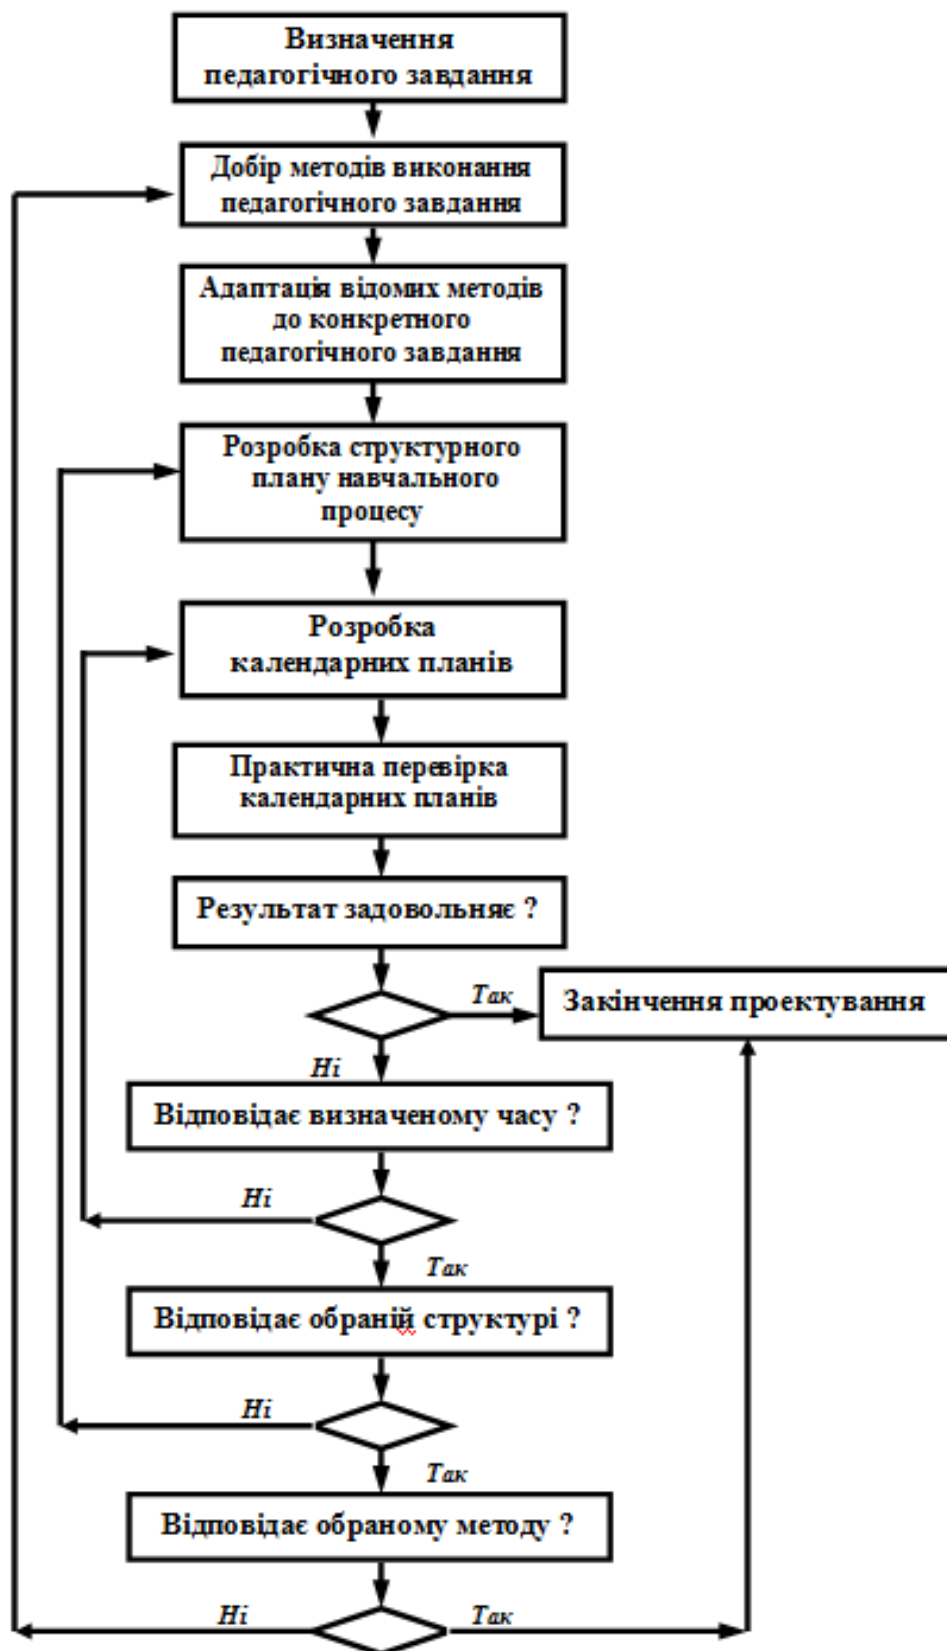 Визначення
педагогічного завдання
Добір методів виконання
педагогічного завдання
Адаптація відомих методів
до конкретного
педагогічного завдання
Розробка структурного
плану навчального
процесу
Розробка
календарних планів
Практична перевірка
календарних планів
Результат задовольняє ?
Так
Закінчення проектування
Ні
Відповідає визначеному часу ?
Ні
Так
Відповідає обраній структурі ?
Ні
Так
Відповідає обраному методу ?
Ні
Так